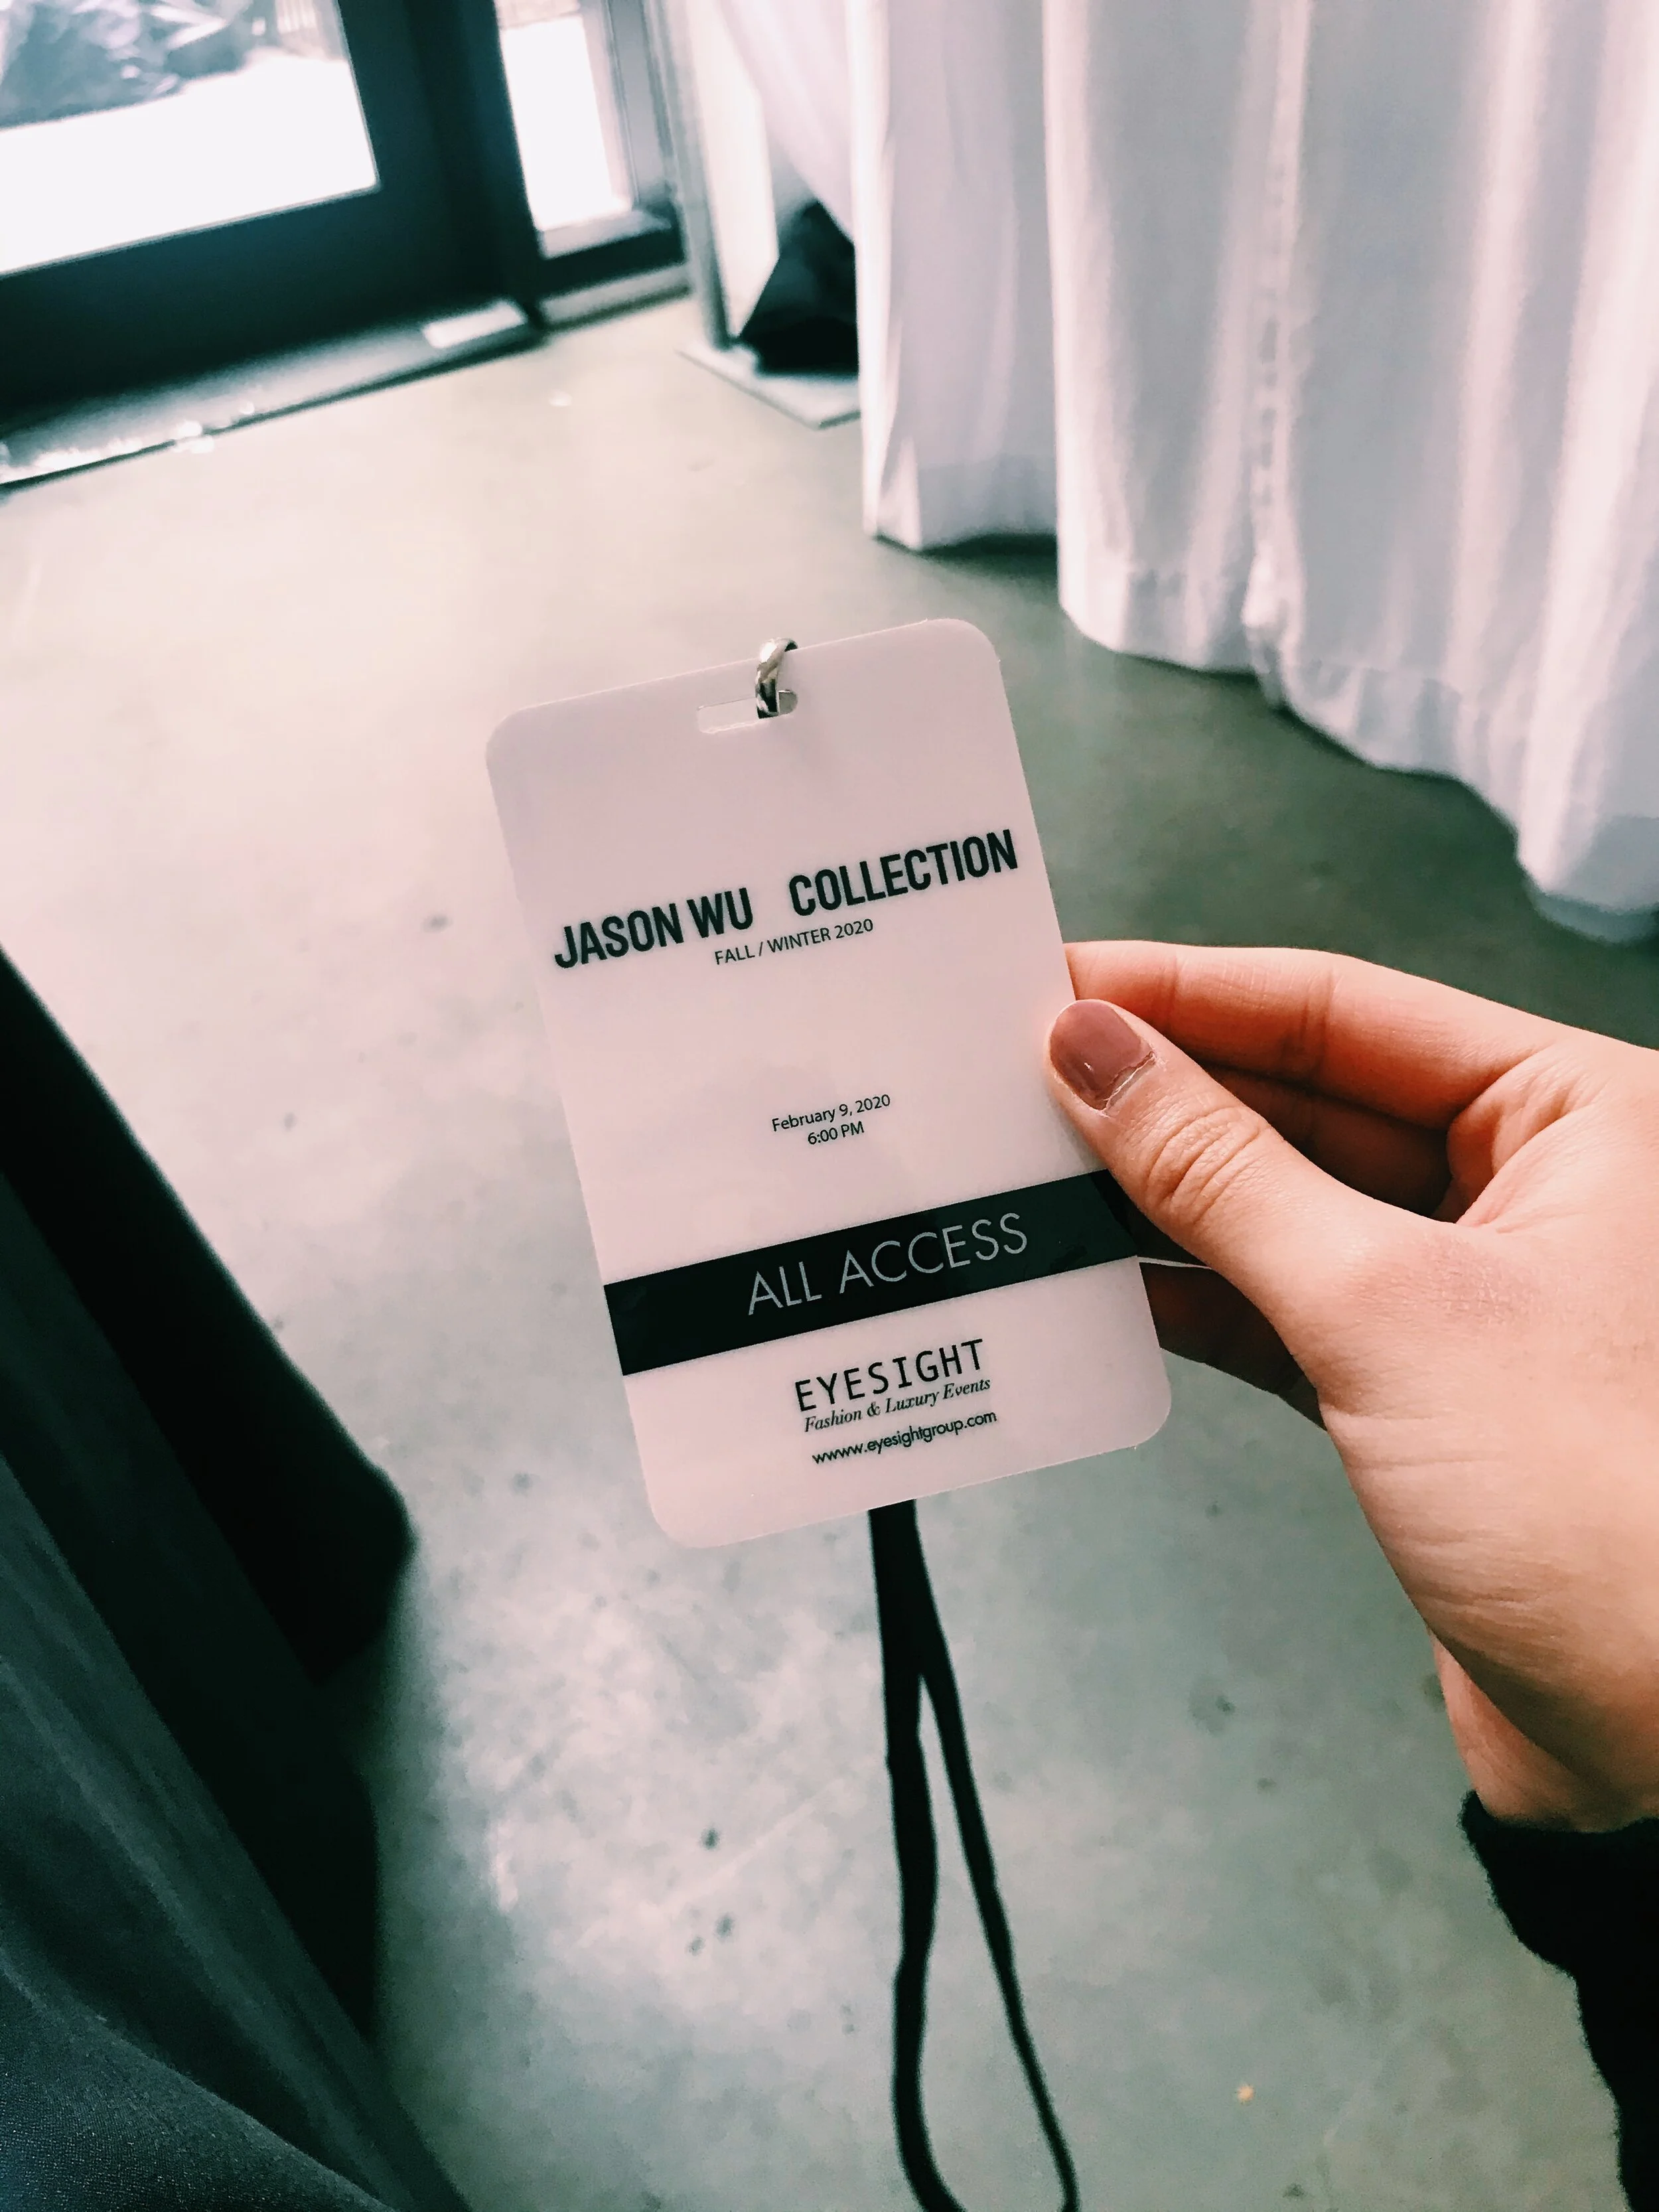 JASON WU COLLECTION
FALL / WINTER 2020
February 9, 2020
6:00 PM
ALL ACCESS
EYESIGHT
Fashion & Luxury Events
wwww.eyesightgroup.com